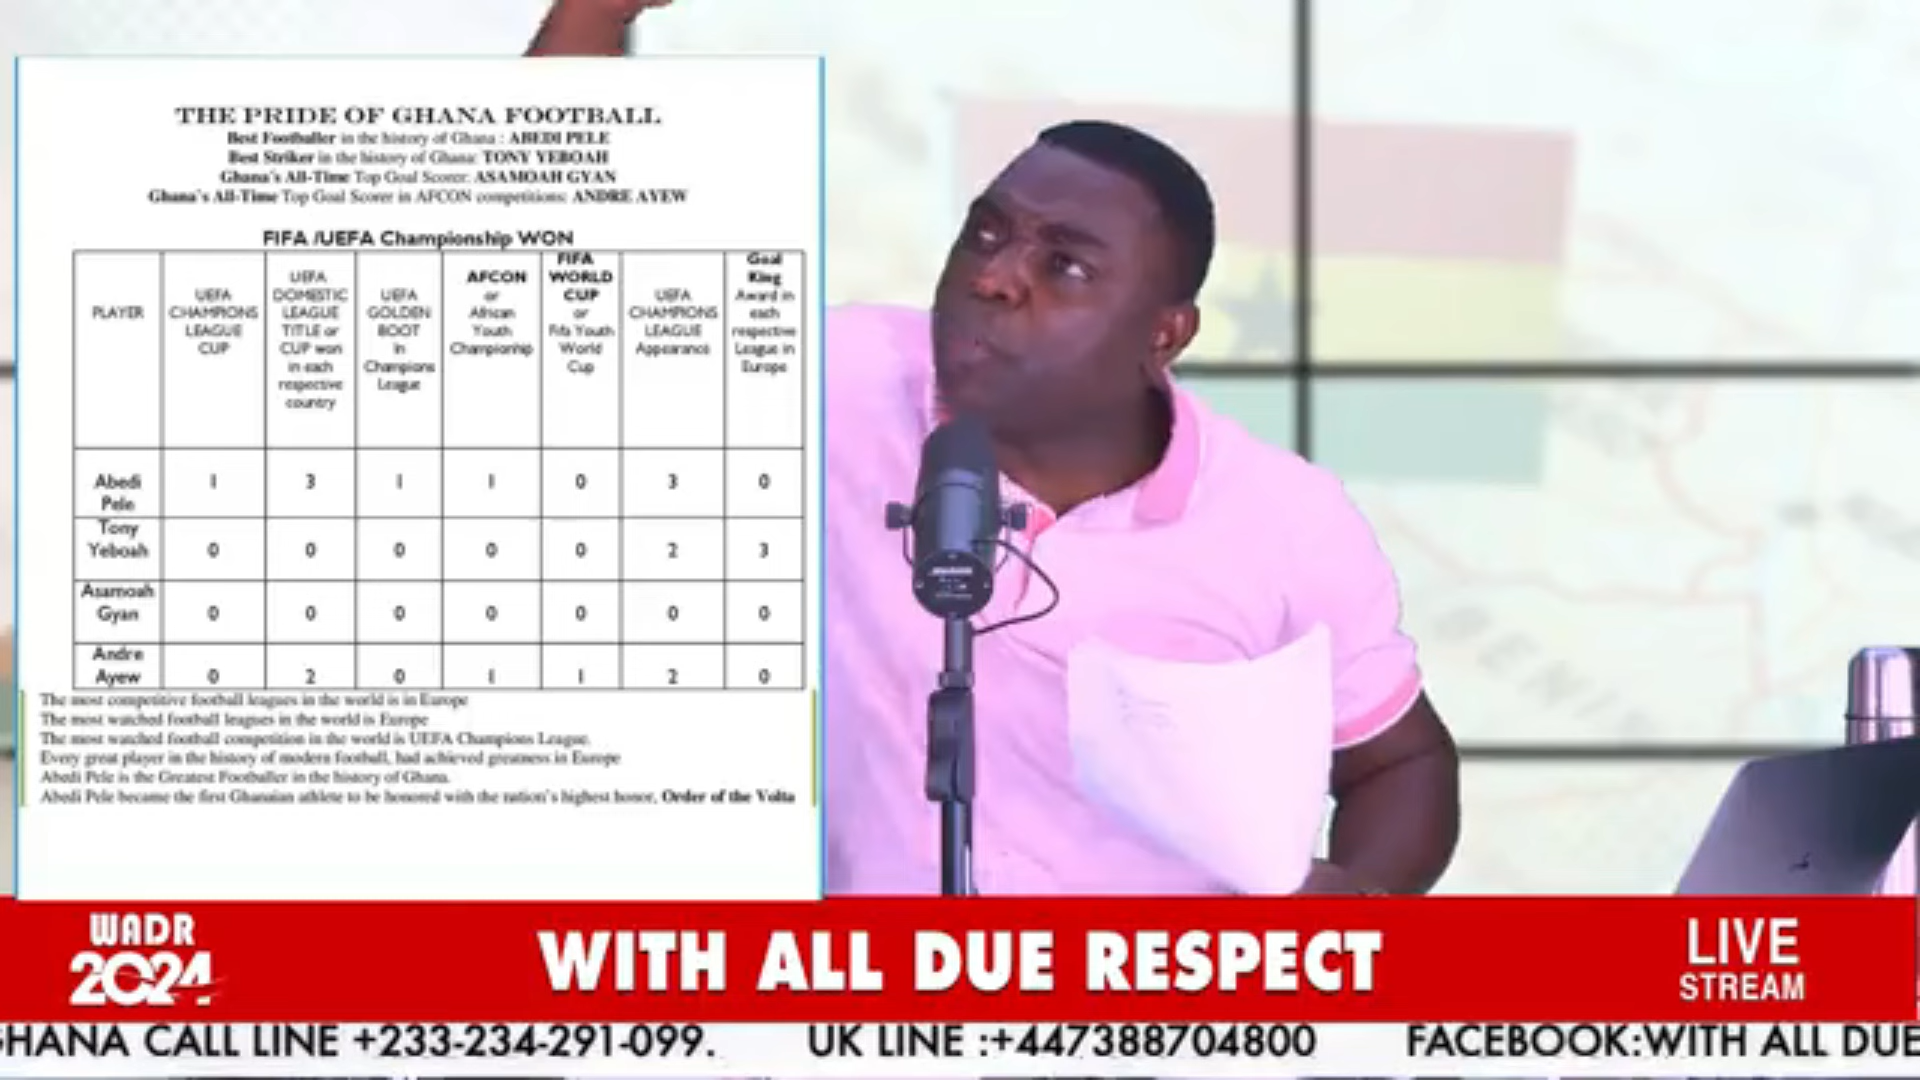 THE PRIDE OF GHANA FOOTBALL
Best Footballer in the history of Ghana : ABEDI PELE
Best Striker in the history of Ghana: TONY YEBOAH
Ghana's All-Time Top Goal Scorer: ASAMOAH GYAN
Ghana's All-Time Top Goal Scorer in AFCON competitions: ANDRE AYEW
FIFA /UEFA Championship WON
PLAYER
UEFA
CHAMPIONS
LEAGUE
CUP
UEFA
DOMESTIC
LEAGUE
TITLE or
CUP won
in each
respective
country
UEFA
GOLDEN
BOOT
In
Champions
League
AFCON
or
African
Youth
Championhip
FIFA
WORLD
CUP
or
Fifa Youth
World
Cup
UEFA
CHAMPIONS
LEAGUE
Appearance
Goal
King
Award in
each
respective
League in
Europe
Abedi
Pele
1 3 1 1 0 3 0
Tony
Yeboah
0 0 0 0 0 2 3
Asamoah
Gyan
0 0 0 0 0 0 0
Andre
Ayew
0 2 0 1 1 2 0
The most competitive football leagues in the world is in Europe
The most watched football leagues in the world is Europe
The most watched football competition in the world is UEFA Champions League.
Every great player in the history of modern football, had achieved greatness in Europe
Abedi Pele is the Greatest Footballer in the history of Ghana.
Abedi Pele became the first Ghanaian athlete to be honored with the nation's highest honor, Order of the Volta
WADR
2024
WITH ALL DUE RESPECT
LIVE
STREAM
GHANA CALL LINE +233-234-291-099. UK LINE :+447388704800 FACEBOOK:WITH ALL DUE